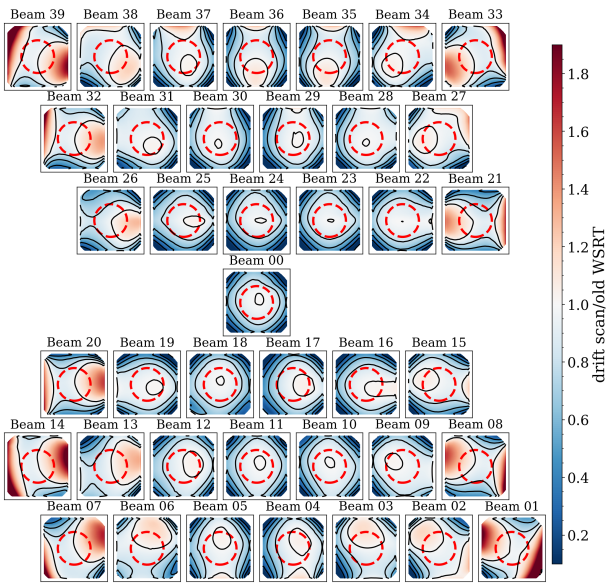 Beam 39 Beam 38 Beam 37 Beam 36 Beam 35 Beam 34 Beam 33
Beam 32 Beam 31 Beam 30 Beam 29 Beam 28 Beam 27
Beam 26 Beam 25 Beam 24 Beam 23 Beam 22 Beam 21
Beam 00
Beam 20 Beam 19 Beam 18 Beam 17 Beam 16 Beam 15
Beam 14 Beam 13 Beam 12 Beam 11 Beam 10 Beam 09 Beam 08
Beam 07 Beam 06 Beam 05 Beam 04 Beam 03 Beam 02 Beam 01
1.8
1.6
1.4
1.2
1.0
0.8
0.6
0.4
0.2
drift scan/old WSRT